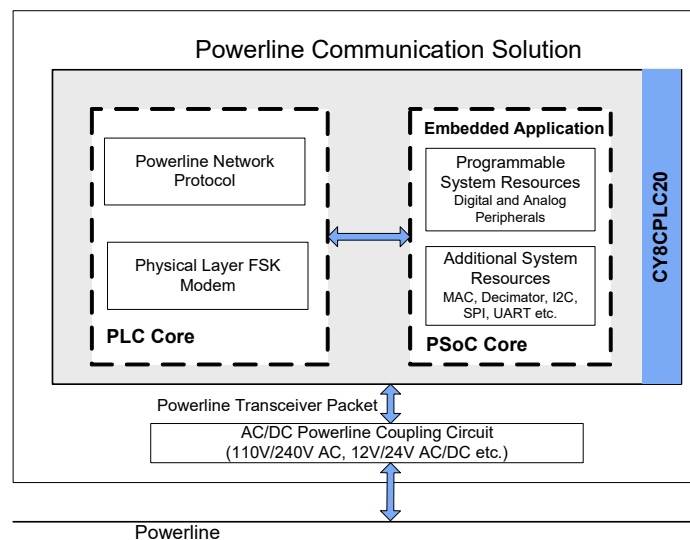 Powerline Communication Solution
Embedded Application
Powerline Network
Protocol
Programmable
System Resources
Digital and Analog
Peripherals
Physical Layer FSK
Modem
Additional System
Resources
MAC, Decimator, I2C,
SPI, UART etc.
PLC Core
PSoC Core
CY8CPLC20
Powerline Transceiver Packet
AC/DC Powerline Coupling Circuit
(110V/240V AC, 12V/24V AC/DC etc.)
Powerline